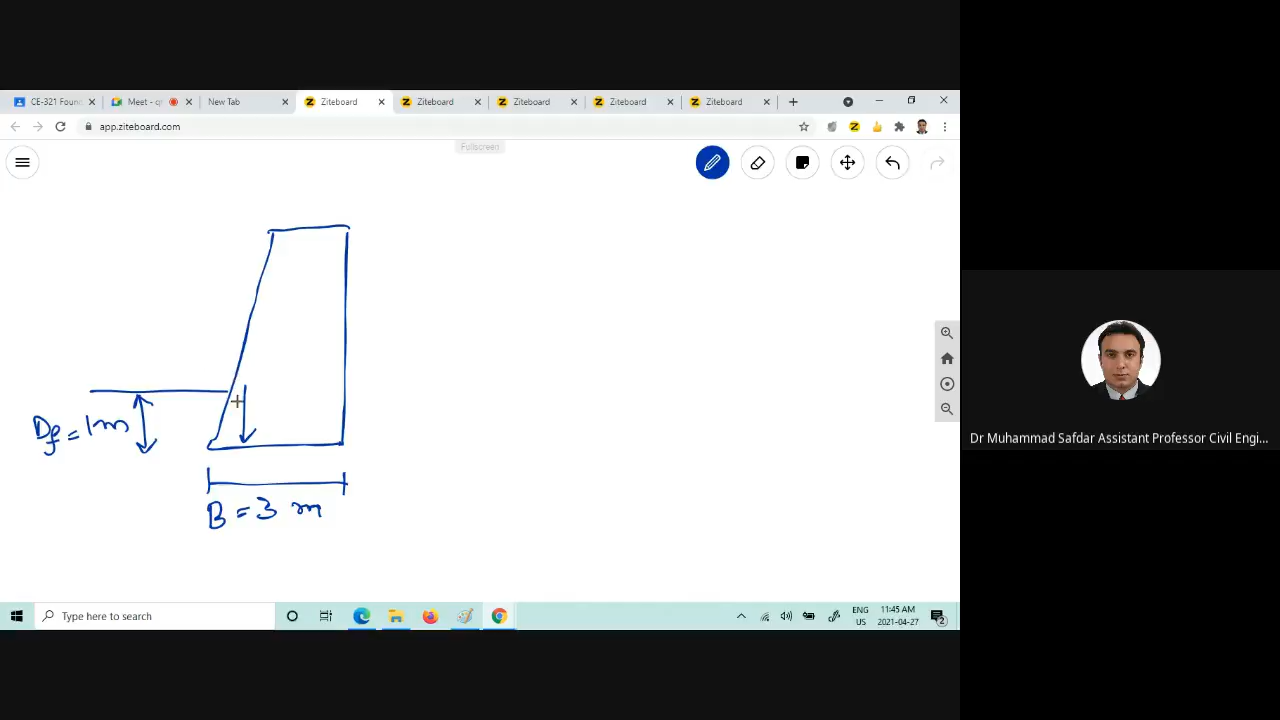 CE-321 Foun
Meet - q
New Tab
Ziteboard
Ziteboard
Ziteboard
Ziteboard
Ziteboard
app.ziteboard.com
Fullscreen
Df = 1m
B = 3 m
Dr Muhammad Safdar Assistant Professor Civil Engi...
Type here to search
ENG
US
11:45 AM
2021-04-27
2